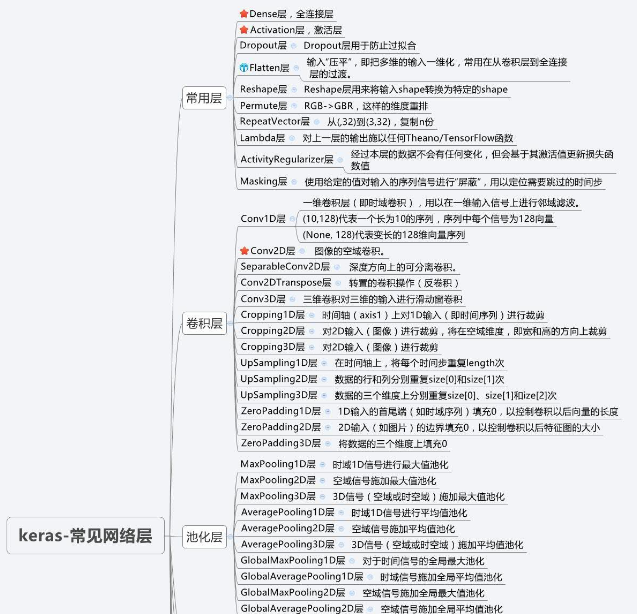 keras-常见网络层
常用层
Dense层，全连接层
Activation层，激活层
Dropout层 Dropout层用于防止过拟合
Flatten层 输入“压平”，即把多维的输入一维化，常用在从卷积层到全连接
层的过渡。
Reshape层 Reshape层用来将输入shape转换为特定的shape
Permute层 RGB->GBR，这样的维度重排
RepeatVector层 从(,32)到(3,32)，复制n份
Lambda层 对上一层的输出施以任何Theano/TensorFlow函数
ActivityRegularizer层 经过本层的数据不会有任何变化，但会基于其激活值更新损失函
数值
Masking层 使用给定的值对输入的序列信号进行“屏蔽”，用以定位需要跳过的时间步
卷积层
Conv1D层 一维卷积层（即时域卷积），用以在一维输入信号上进行邻域滤波。
(10,128)代表一个长为10的序列，序列中每个信号为128向量
(None, 128)代表变长的128维向量序列
Conv2D层 图像的空域卷积。
SeparableConv2D层 深度方向上的可分离卷积。
Conv2DTranspose层 转置的卷积操作（反卷积）
Conv3D层 三维卷积对三维的输入进行滑动窗卷积
Cropping1D层 时间轴（axis1）上对1D输入（即时间序列）进行裁剪
Cropping2D层 对2D输入（图像）进行裁剪，将在空域维度，即宽和高的方向上裁剪
Cropping3D层 对2D输入（图像）进行裁剪
UpSampling1D层 在时间轴上，将每个时间步重复length次
UpSampling2D层 数据的行和列分别重复size[0]和size[1]次
UpSampling3D层 数据的三个维度上分别重复size[0]、size[1]和ize[2]次
ZeroPadding1D层 1D输入的首尾端（如时域序列）填充0，以控制卷积以后向量的长度
ZeroPadding2D层 2D输入（如图片）的边界填充0，以控制卷积以后特征图的大小
ZeroPadding3D层 将数据的三个维度上填充0
池化层
MaxPooling1D层 时域1D信号进行最大值池化
MaxPooling2D层 空域信号施加最大值池化
MaxPooling3D层 3D信号（空域或时空域）施加最大值池化
AveragePooling1D层 时域1D信号进行平均值池化
AveragePooling2D层 空域信号施加平均值池化
AveragePooling3D层 3D信号（空域或时空域）施加平均值池化
GlobalMaxPooling1D层 对于时间信号的全局最大池化
GlobalAveragePooling1D层 时域信号施加全局平均值池化
GlobalMaxPooling2D层 空域信号施加全局最大值池化
GlobalAveragePooling2D层 空域信号施加全局平均值池化